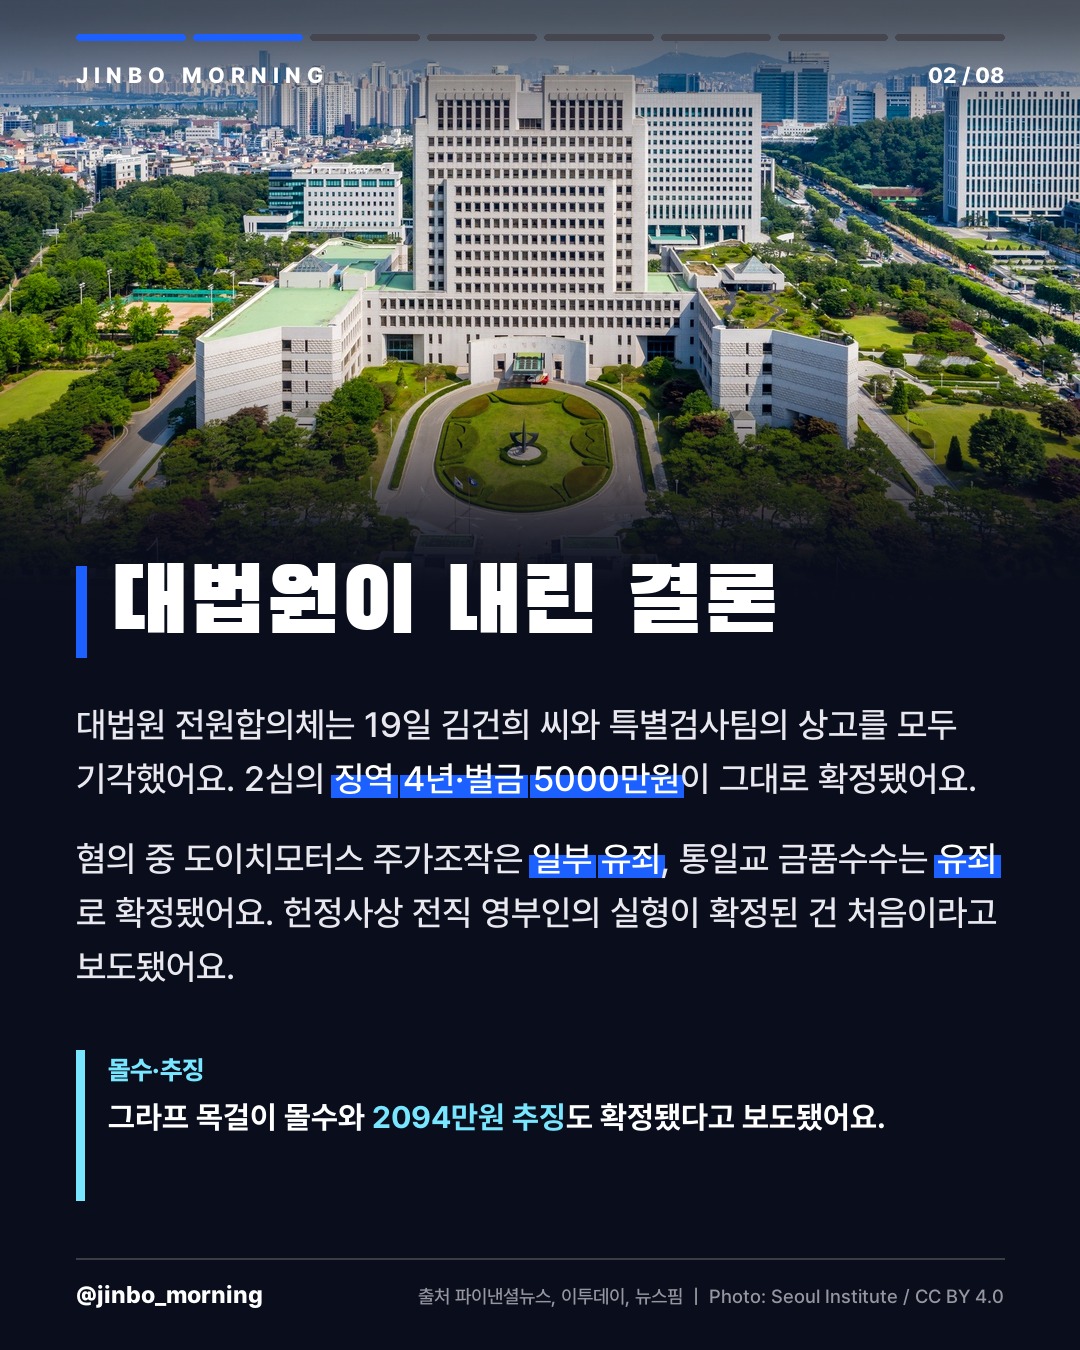 JINBO MORNING
02 / 08
대법원이 내린 결론
대법원 전원합의체는 19일 김건희 씨와 특별검사팀의 상고를 모두
기각했어요. 2심의 징역 4년·벌금 5000만원이 그대로 확정됐어요.
혐의 중 도이치모터스 주가조작은 일부 유죄, 통일교 금품수수는 유죄
로 확정됐어요. 헌정사상 전직 영부인의 실형이 확정된 건 처음이라고
보도됐어요.
몰수·추징
그라프 목걸이 몰수와 2094만원 추징도 확정됐다고 보도됐어요.
@jinbo_morning
출처 파이낸셜뉴스, 이투데이, 뉴스핌 | Photo: Seoul Institute / CC BY 4.0